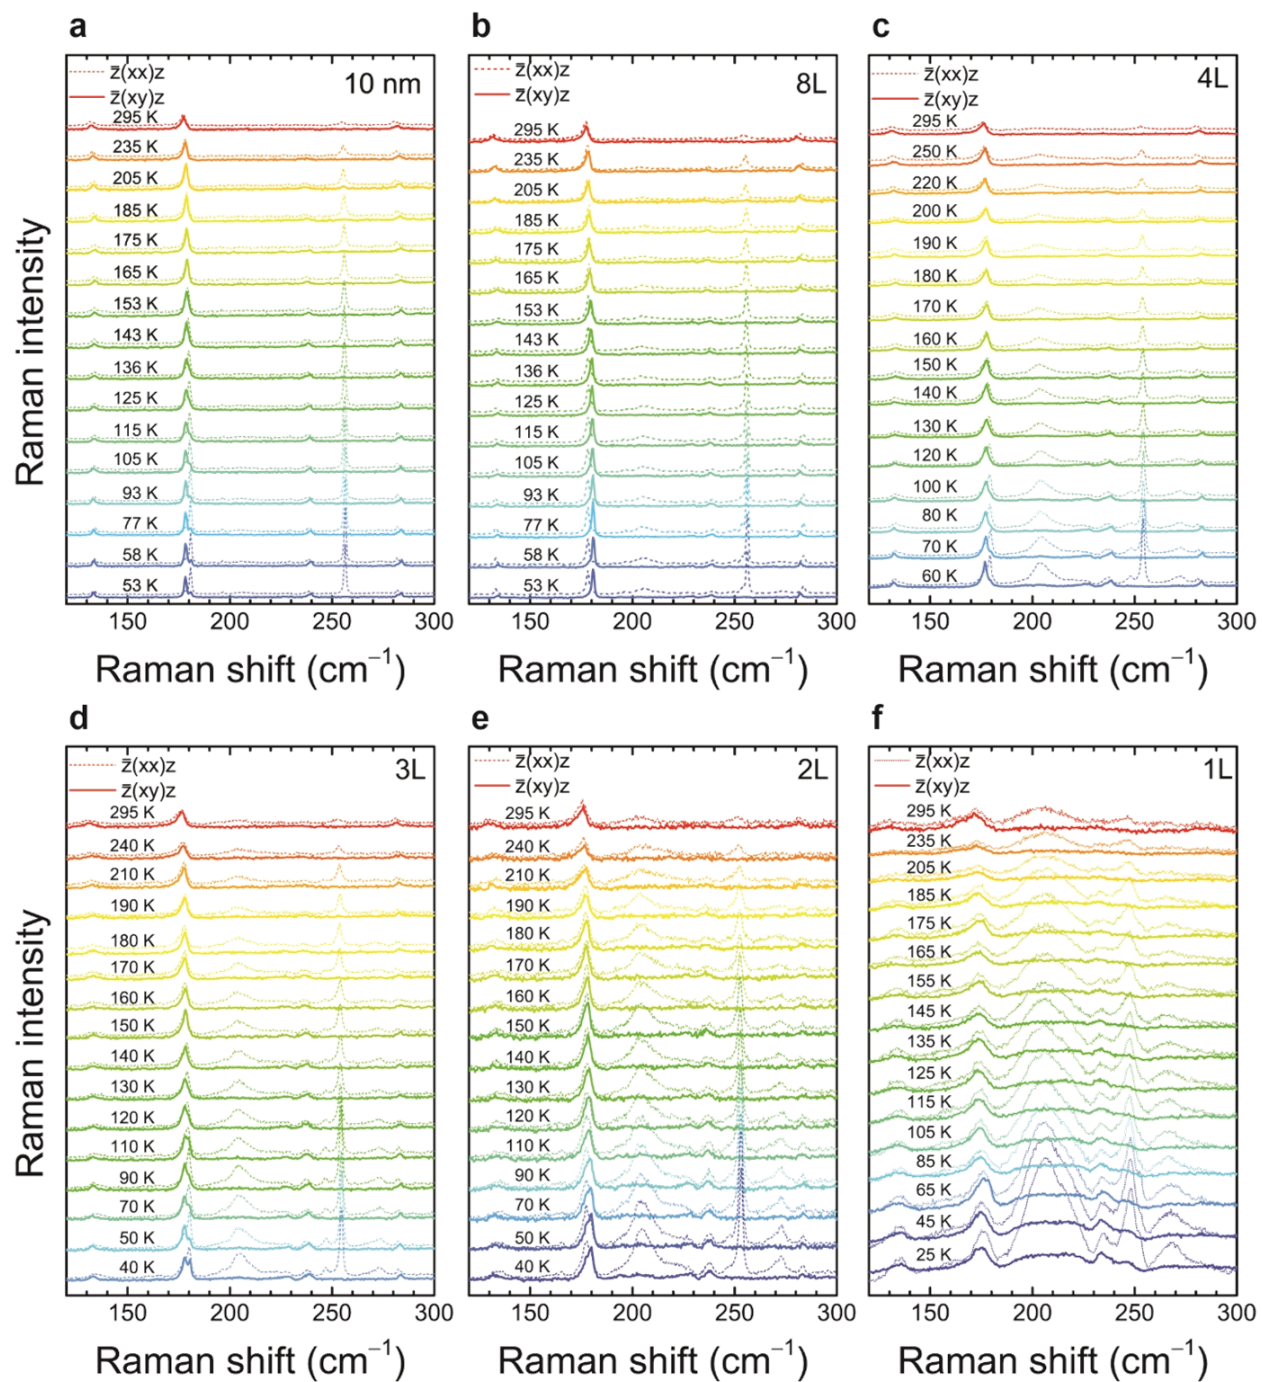 a
z̄(xx)z
z̄(xy)z
10 nm
295 K
235 K
205 K
185 K
175 K
165 K
153 K
143 K
136 K
125 K
115 K
105 K
93 K
77 K
58 K
53 K
150 200 250 300
Raman shift (cm⁻¹)
Raman intensity
b
z̄(xx)z
z̄(xy)z
8L
295 K
235 K
205 K
185 K
175 K
165 K
153 K
143 K
136 K
125 K
115 K
105 K
93 K
77 K
58 K
53 K
150 200 250 300
Raman shift (cm⁻¹)
c
z̄(xx)z
z̄(xy)z
4L
295 K
250 K
220 K
200 K
190 K
180 K
170 K
160 K
150 K
140 K
130 K
120 K
100 K
80 K
70 K
60 K
150 200 250 300
Raman shift (cm⁻¹)
d
z̄(xx)z
z̄(xy)z
3L
295 K
240 K
210 K
190 K
180 K
170 K
160 K
150 K
140 K
130 K
120 K
110 K
90 K
70 K
50 K
40 K
150 200 250 300
Raman shift (cm⁻¹)
Raman intensity
e
z̄(xx)z
z̄(xy)z
2L
295 K
240 K
210 K
190 K
180 K
170 K
160 K
150 K
140 K
130 K
120 K
110 K
90 K
70 K
50 K
40 K
150 200 250 300
Raman shift (cm⁻¹)
f
z̄(xx)z
z̄(xy)z
1L
295 K
235 K
205 K
185 K
175 K
165 K
155 K
145 K
135 K
125 K
115 K
105 K
85 K
65 K
45 K
25 K
150 200 250 300
Raman shift (cm⁻¹)